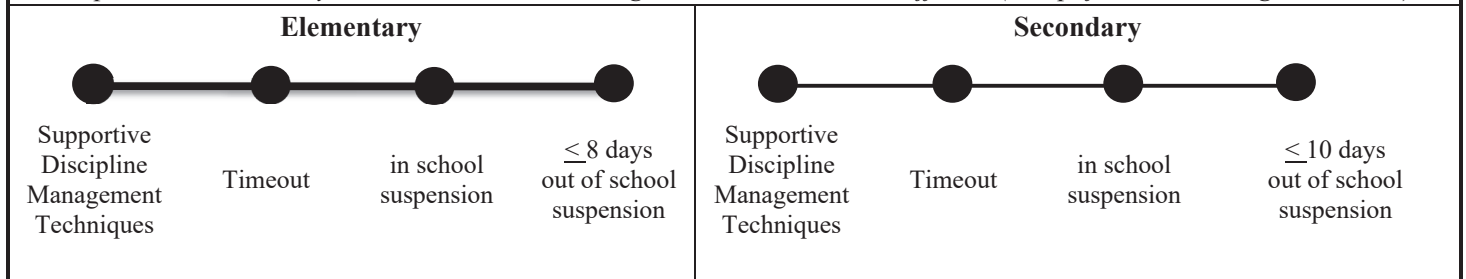 Elementary
Supportive
Discipline
Management
Techniques
Timeout
in school
suspension
< 8 days
out of school
suspension
Secondary
Supportive
Discipline
Management
Techniques
Timeout
in school
suspension
< 10 days
out of school
suspension